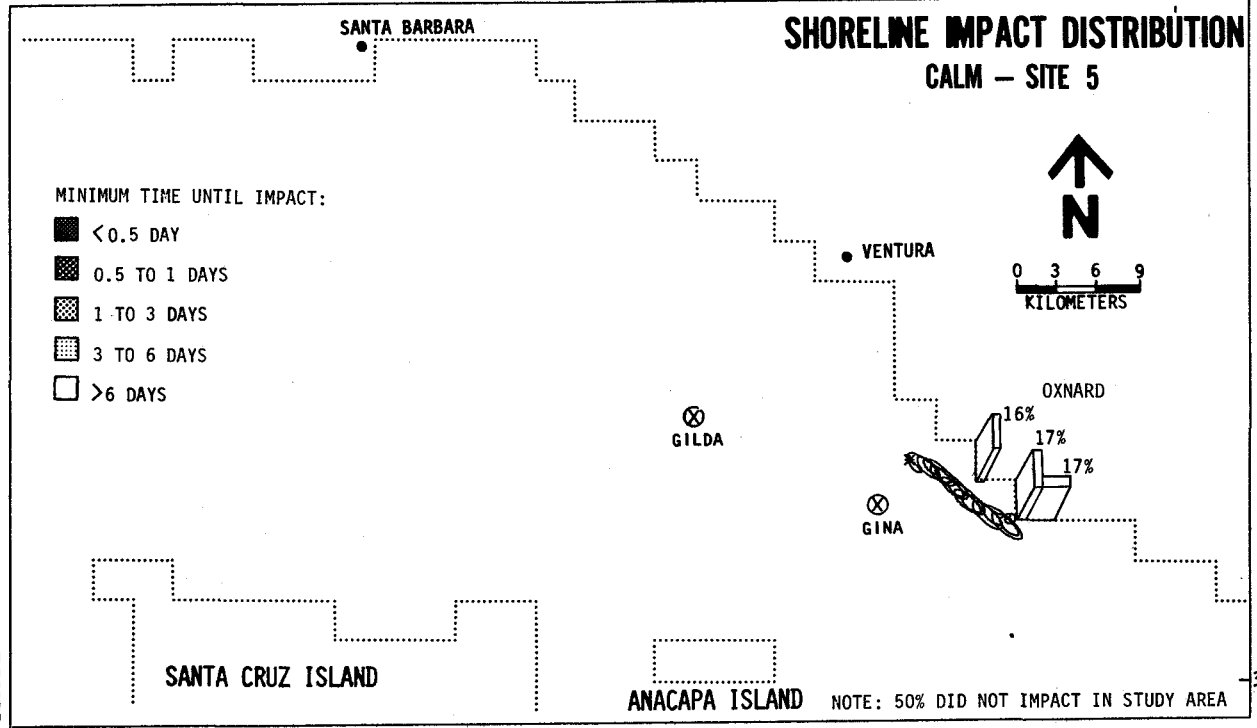 SANTA BARBARA
SHORELINE IMPACT DISTRIBUTION
CALM — SITE 5
MINIMUM TIME UNTIL IMPACT:
<0.5 DAY
0.5 TO 1 DAYS
1 TO 3 DAYS
3 TO 6 DAYS
>6 DAYS
N
VENTURA
0 3 6 9
KILOMETERS
OXNARD
16%
17%
17%
GILDA
GINA
SANTA CRUZ ISLAND
ANACAPA ISLAND
NOTE: 50% DID NOT IMPACT IN STUDY AREA